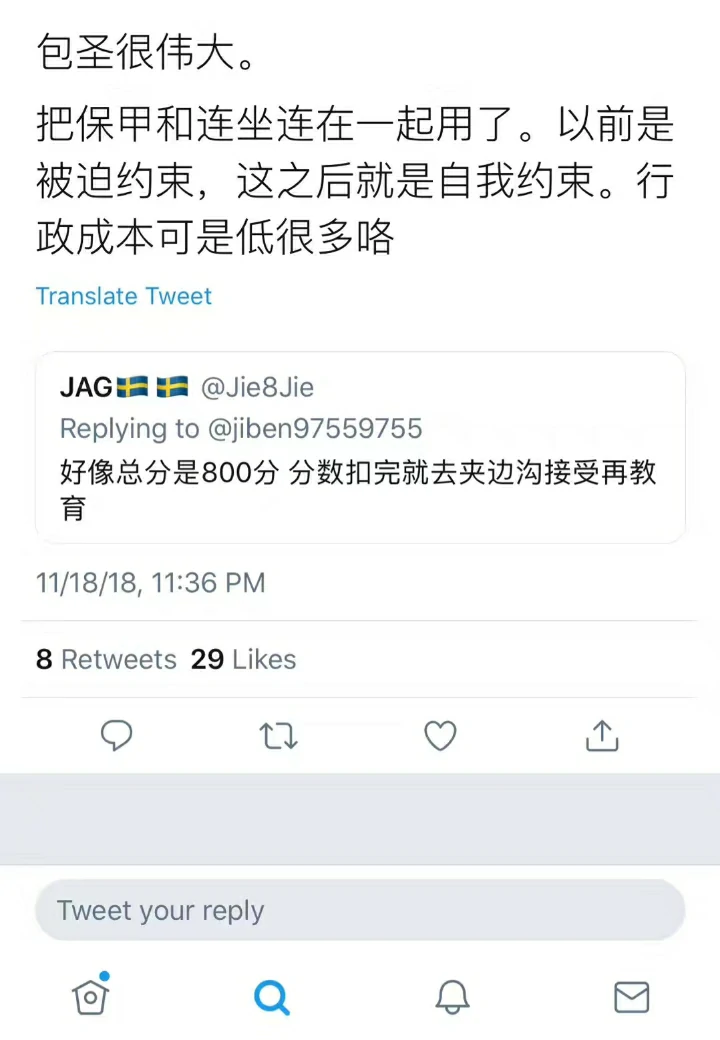 包圣很伟大。
把保甲和连坐连在一起用了。以前是
被迫约束，这之后就是自我约束。行
政成本可是低很多咯
Translate Tweet
JAG🇸🇪🇸🇪 @Jie8Jie
Replying to @jiben97559755
好像总分是800分 分数扣完就去夹边沟接受再教
育
11/18/18, 11:36 PM
8 Retweets 29 Likes
Tweet your reply